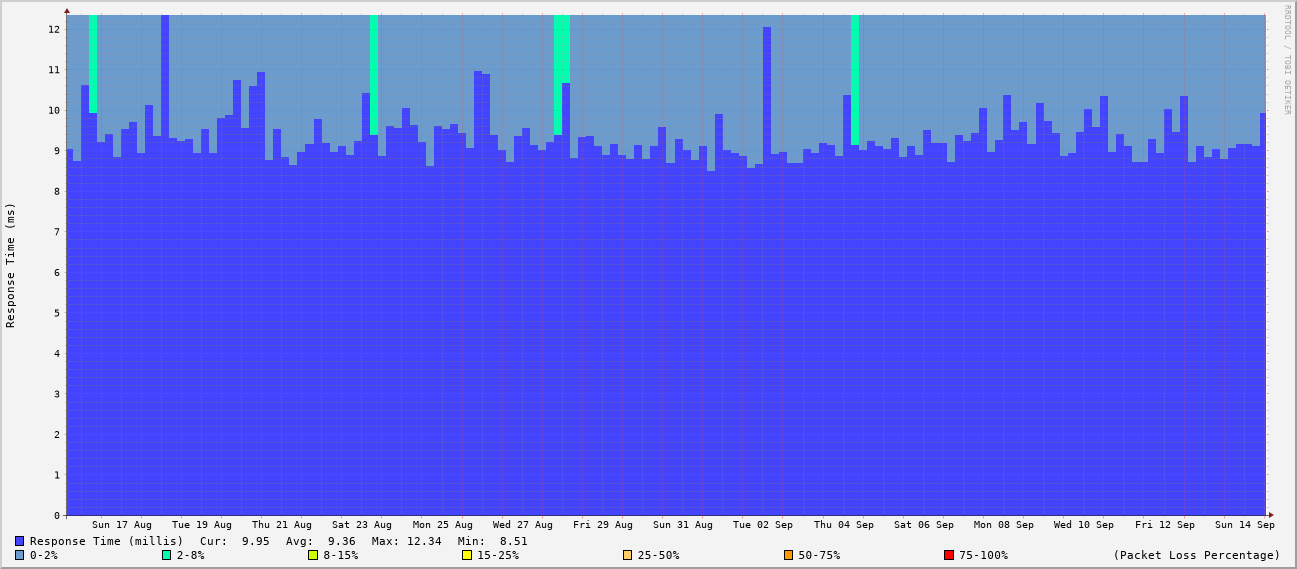 RRDTOOL / TOBI OETIKER
Response Time (ms)
12
11
10
9
8
7
6
5
4
3
2
1
0
Sun 17 Aug Tue 19 Aug Thu 21 Aug Sat 23 Aug Mon 25 Aug Wed 27 Aug Fri 29 Aug Sun 31 Aug Tue 02 Sep Thu 04 Sep Sat 06 Sep Mon 08 Sep Wed 10 Sep Fri 12 Sep Sun 14 Sep
Response Time (millis) Cur: 9.95 Avg: 9.36 Max: 12.34 Min: 8.51
0-2% 2-8% 8-15% 15-25% 25-50% 50-75% 75-100% (Packet Loss Percentage)